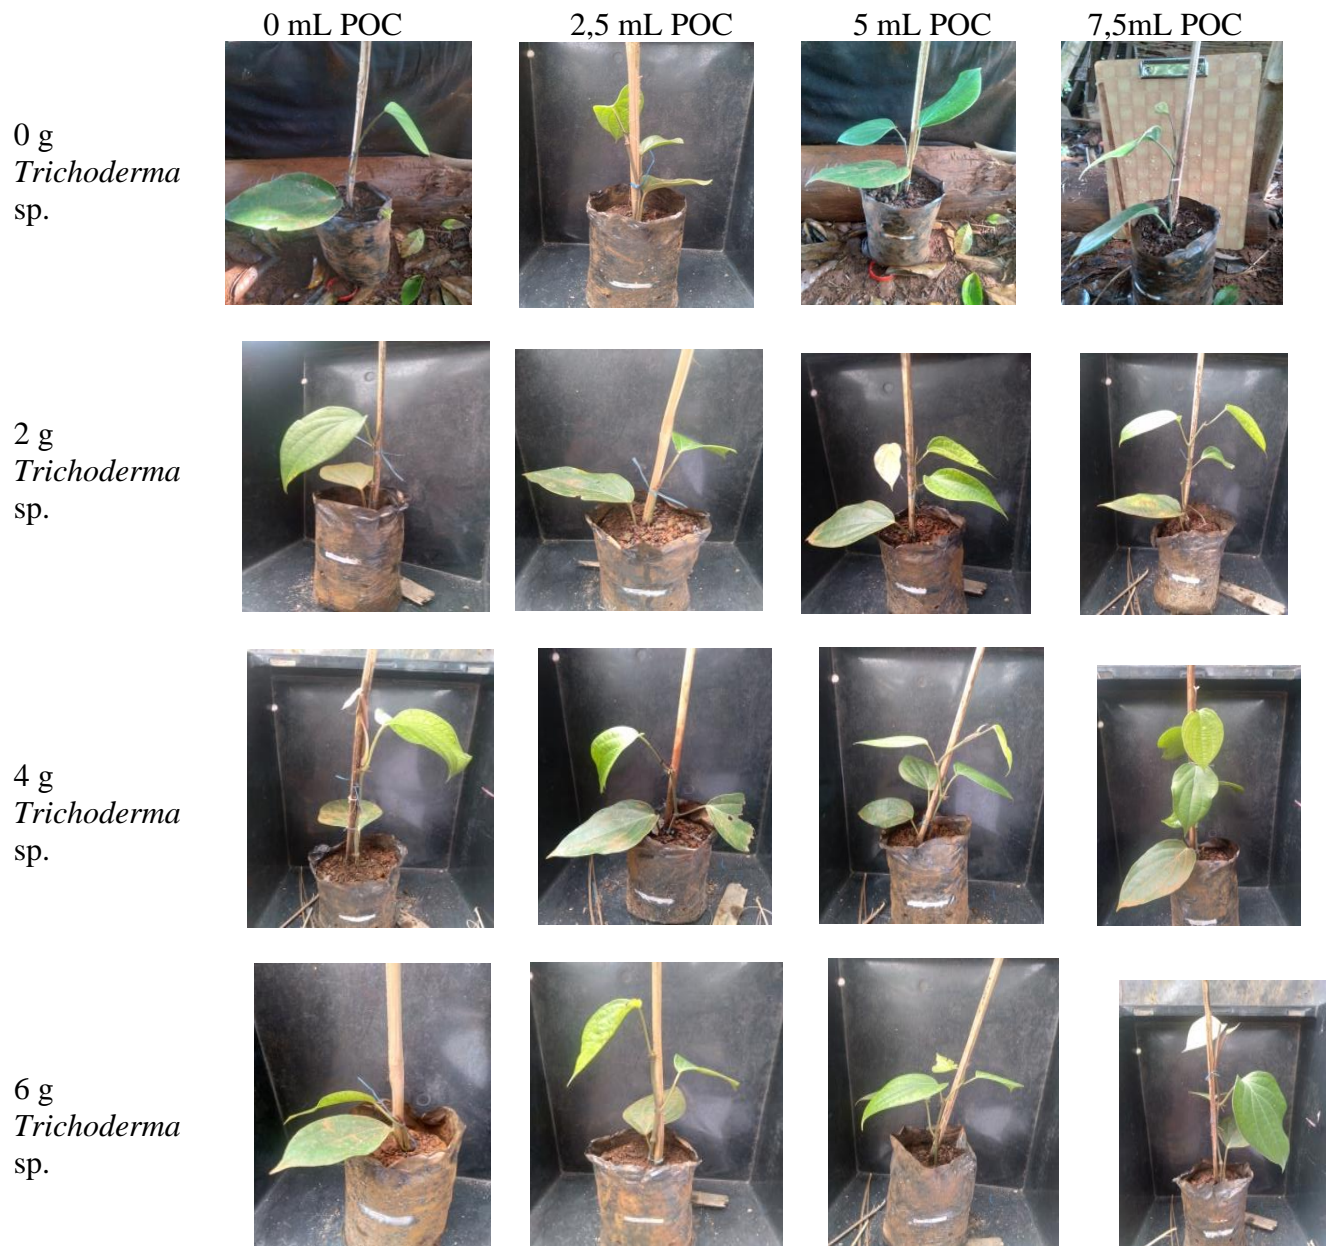 0 mL POC 2,5 mL POC 5 mL POC 7,5mL POC
0 g
Trichoderma
sp.
2 g
Trichoderma
sp.
4 g
Trichoderma
sp.
6 g
Trichoderma
sp.